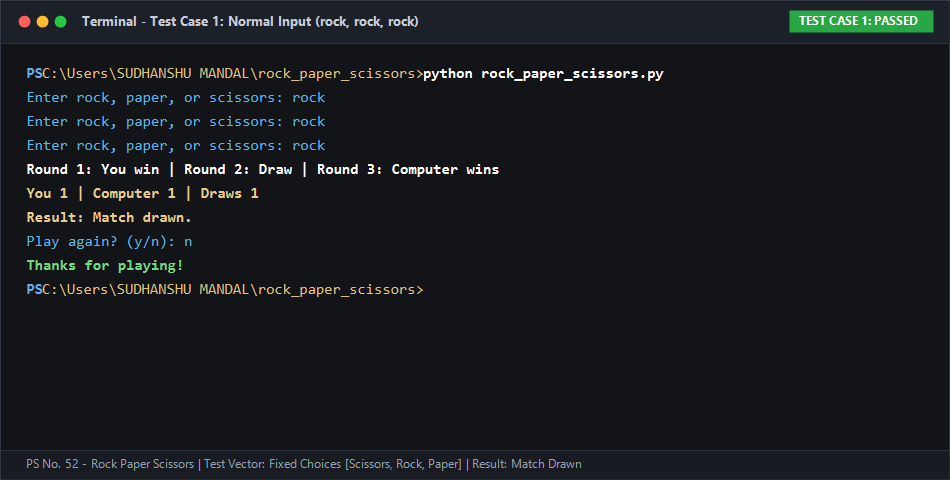 Terminal - Test Case 1: Normal Input (rock, rock, rock)
TEST CASE 1: PASSED
PSC:\Users\SUDHANSHU MANDAL\rock_paper_scissors>python rock_paper_scissors.py
Enter rock, paper, or scissors: rock
Enter rock, paper, or scissors: rock
Enter rock, paper, or scissors: rock
Round 1: You win | Round 2: Draw | Round 3: Computer wins
You 1 | Computer 1 | Draws 1
Result: Match drawn.
Play again? (y/n): n
Thanks for playing!
PSC:\Users\SUDHANSHU MANDAL\rock_paper_scissors>
PS No. 52 - Rock Paper Scissors | Test Vector: Fixed Choices [Scissors, Rock, Paper] | Result: Match Drawn